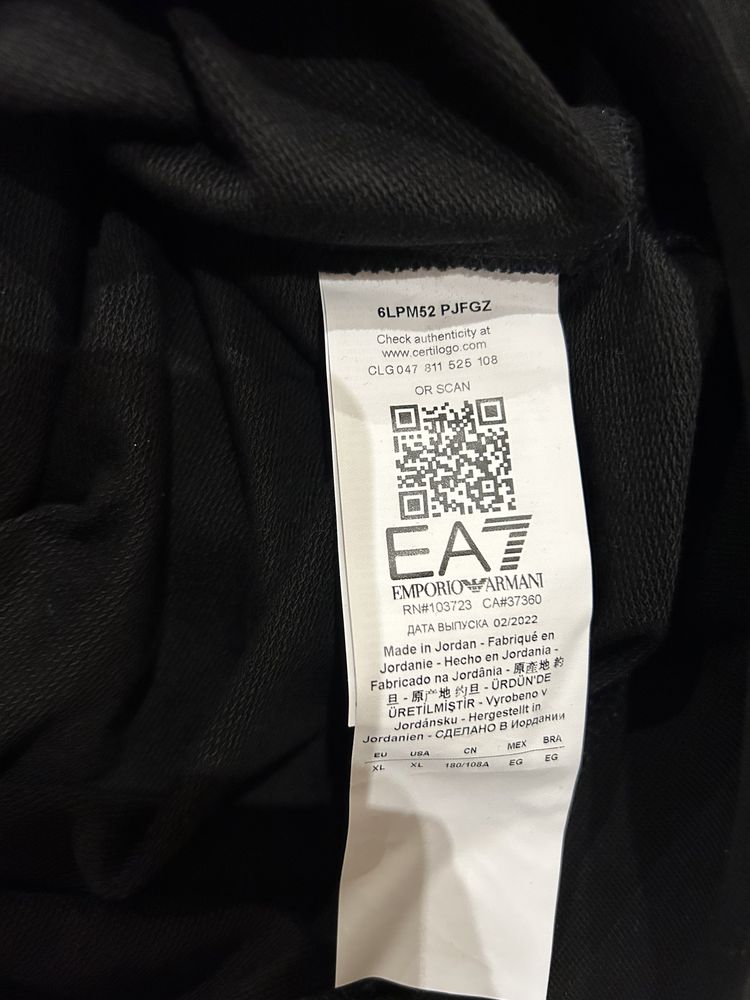 6LPM52 PJFGZ
Check authenticity at
www.certilogo.com
CLG 047 811 525 108
OR SCAN
EA7
EMPORIO ARMANI
RN#103723 CA#37360
ДАТА ВЫПУСКА 02/2022
Made in Jordan - Fabriqué en
Jordanie - Hecho en Jordania -
Fabricado na Jordânia - 原產地 約
旦 - 原产地 约旦 - ÜRDÜN'DE
ÜRETİLMİŞTİR - Vyrobeno v
Jordánsku - Hergestellt in
Jordanien - СДЕЛАНО В Иордании
EU USA CN MEX BRA
XL XL 180/108A EG EG